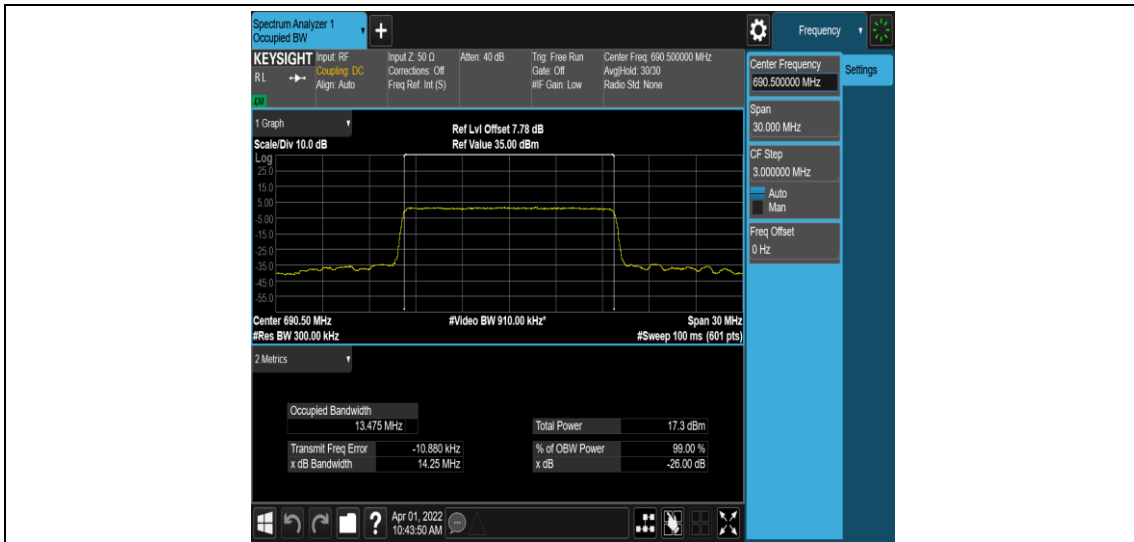 Spectrum Analyzer 1
Occupied BW
+
Frequency
KEYSIGHT
RL
LXI
Input: RF
Coupling: DC
Align: Auto
Input Z: 50 Ω
Corrections: Off
Freq Ref: Int (S)
Atten: 40 dB
Trig: Free Run
Gate: Off
#IF Gain: Low
Center Freq: 690.500000 MHz
Avg|Hold: 30/30
Radio Std: None
Center Frequency
690.500000 MHz
Settings
Span
30.000 MHz
CF Step
3.000000 MHz
Auto
Man
Freq Offset
0 Hz
1 Graph
Scale/Div 10.0 dB
Ref Lvl Offset 7.78 dB
Ref Value 35.00 dBm
Log
25.0
15.0
5.00
-5.00
-15.0
-25.0
-35.0
-45.0
-55.0
Center 690.50 MHz
#Video BW 910.00 kHz*
Span 30 MHz
#Res BW 300.00 kHz
#Sweep 100 ms (601 pts)
2 Metrics
Occupied Bandwidth
13.475 MHz
Total Power 17.3 dBm
Transmit Freq Error -10.880 kHz
% of OBW Power 99.00 %
x dB Bandwidth 14.25 MHz
x dB -26.00 dB
?
Apr 01, 2022
10:43:50 AM